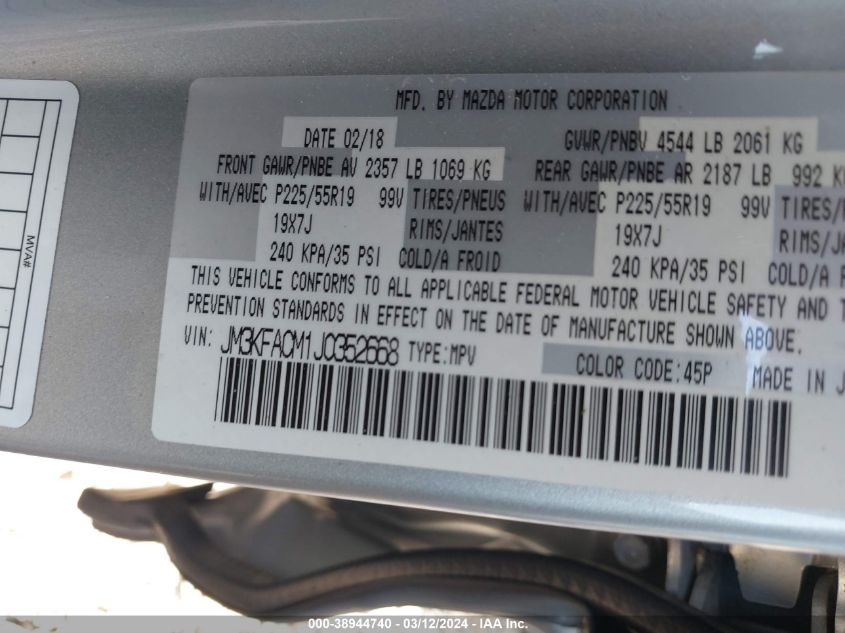 MFD. BY MAZDA MOTOR CORPORATION
DATE 02/18 GVWR/PNBV 4544 LB 2061 KG
FRONT GAWR/PNBE AV 2357 LB 1069 KG REAR GAWR/PNBE AR 2187 LB 992
WITH/AVEC P225/55R19 99V TIRES/PNEUS WITH/AVEC P225/55R19 99V
19X7J RIMS/JANTES 19X7J
240 KPA/35 PSI COLD/A FROID 240 KPA/35 PSI COLD/A
THIS VEHICLE CONFORMS TO ALL APPLICABLE FEDERAL MOTOR VEHICLE SAFETY AND
PREVENTION STANDARDS IN EFFECT ON THE DATE OF MANUFACTURE SHOWN ABOVE.
VIN: JM3KFACM1J0352668 TYPE:MPV COLOR CODE:45P MADE IN
MVA#
000-38944740 - 03/12/2024 - IAA Inc.